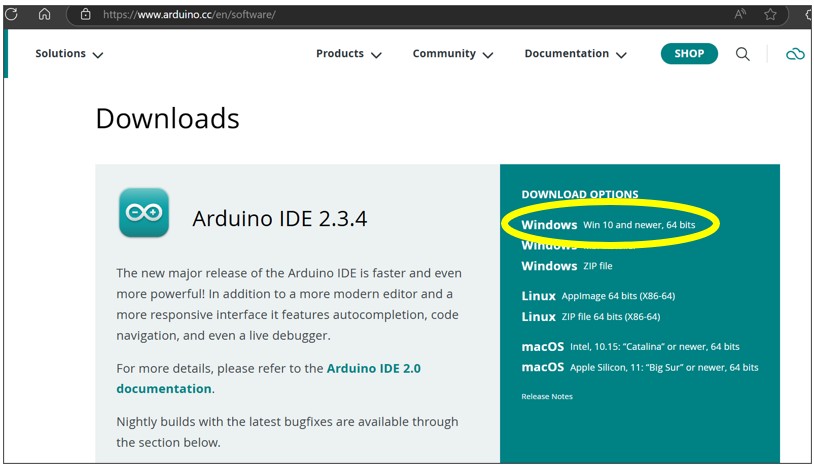 https://www.arduino.cc/en/software/
Solutions Products Community Documentation SHOP
Downloads
Arduino IDE 2.3.4
The new major release of the Arduino IDE is faster and even
more powerful! In addition to a more modern editor and a
more responsive interface it features autocompletion, code
navigation, and even a live debugger.
For more details, please refer to the Arduino IDE 2.0
documentation.
Nightly builds with the latest bugfixes are available through
the section below.
DOWNLOAD OPTIONS
Windows Win 10 and newer, 64 bits
Windows
Windows ZIP file
Linux AppImage 64 bits (X86-64)
Linux ZIP file 64 bits (X86-64)
macOS Intel, 10.15: “Catalina” or newer, 64 bits
macOS Apple Silicon, 11: “Big Sur” or newer, 64 bits
Release Notes